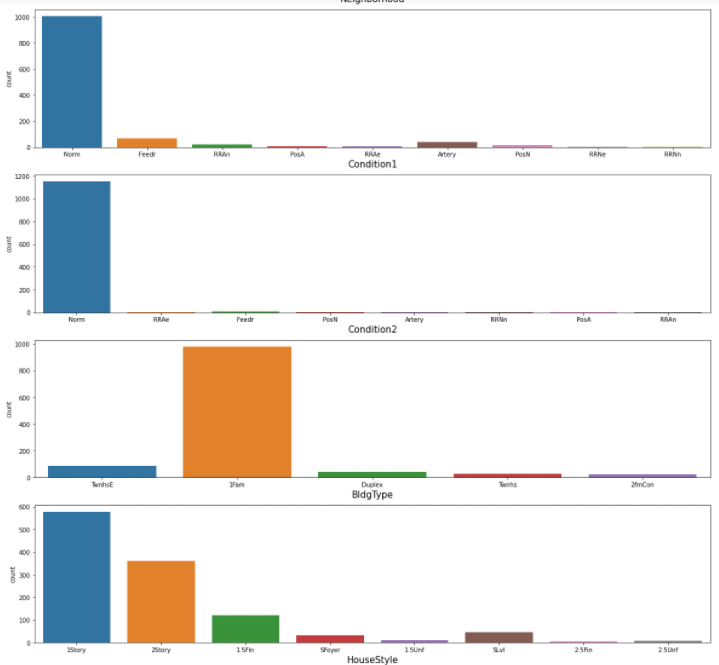 Neighborhood
1000
800
600
400
200
0
count
Norm Feedr RRAn PosA RRAe Artery PosN RRNe RRNn
Condition1
1200
1000
800
600
400
200
0
count
Norm RRAe Feedr PosN Artery RRNn PosA RRAn
Condition2
1000
800
600
400
200
0
count
TwnhsE 1Fam Duplex Twnhs 2fmCon
BldgType
600
500
400
300
200
100
0
count
1Story 2Story 1.5Fin SFoyer 1.5Unf SLvl 2.5Fin 2.5Unf
HouseStyle